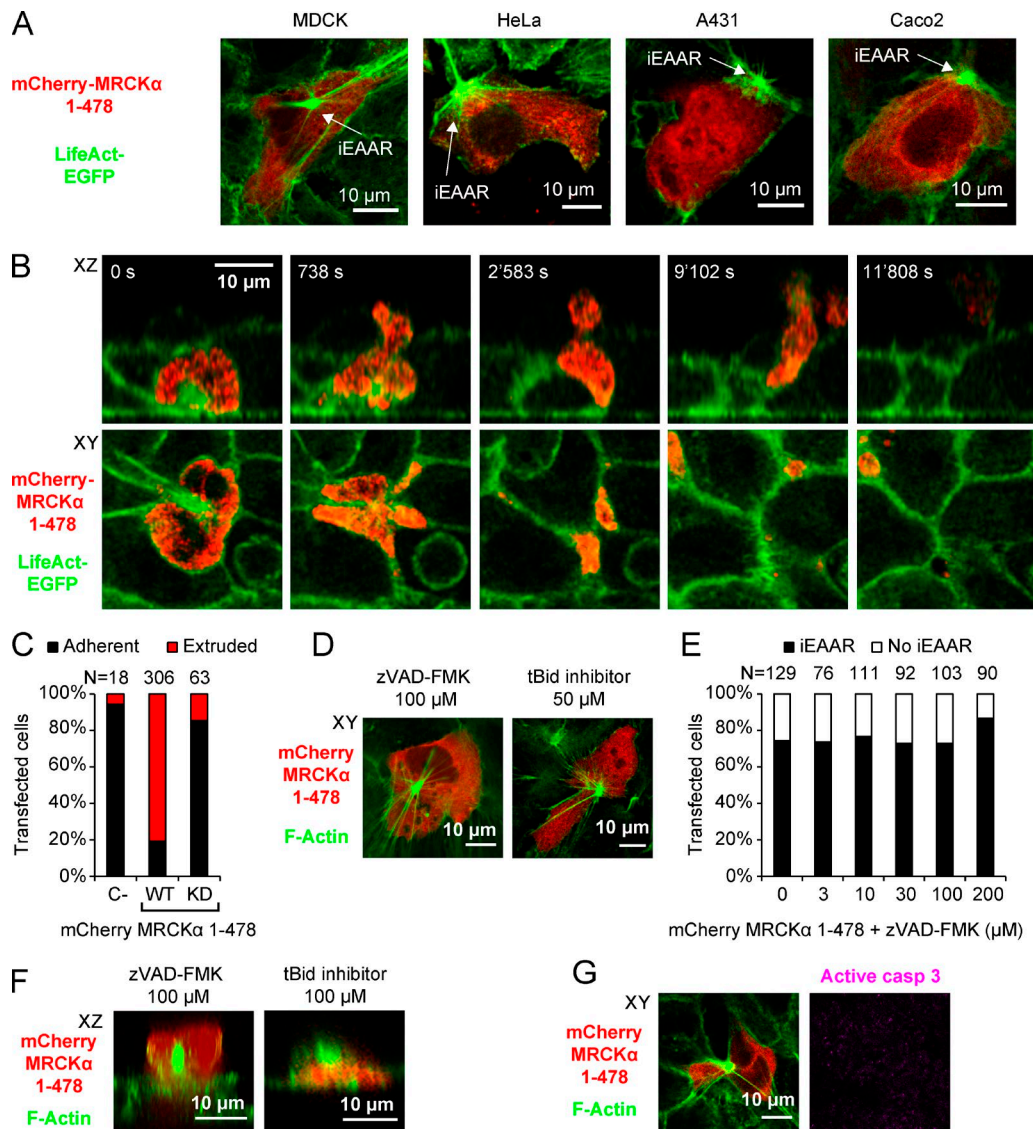 A
MDCK
HeLa
A431
Caco2
mCherry-MRCKα
1-478
LifeAct-
EGFP
iEAAR
iEAAR
iEAAR
iEAAR
10 µm
10 µm
10 µm
10 µm
B
XZ
0 s
10 µm
738 s
2'583 s
9'102 s
11'808 s
XY
mCherry-
MRCKα
1-478
LifeAct-
EGFP
C
Adherent
Extruded
N=18
306
63
Transfected cells
100%
80%
60%
40%
20%
0%
C-
WT
KD
mCherry MRCKα 1-478
D
zVAD-FMK
100 µM
tBid inhibitor
50 µM
XY
mCherry
MRCKα
1-478
F-Actin
10 µm
10 µm
E
iEAAR
No iEAAR
N=129
76
111
92
103
90
Transfected cells
100%
80%
60%
40%
20%
0%
0
3
10
30
100
200
mCherry MRCKα 1-478 + zVAD-FMK (µM)
F
zVAD-FMK
100 µM
tBid inhibitor
100 µM
XZ
mCherry
MRCKα
1-478
F-Actin
10 µm
10 µm
G
Active casp 3
XY
mCherry
MRCKα
1-478
F-Actin
10 µm